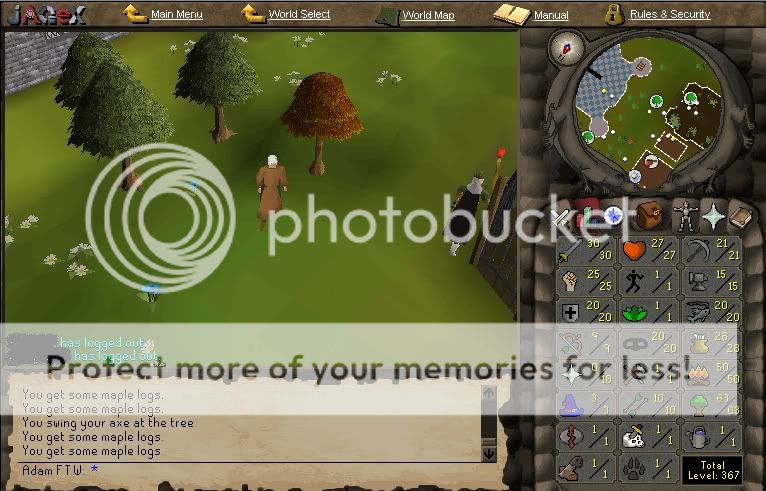 JAGEX
Main Menu
World Select
World Map
Manual
Rules & Security
photobucket
30/30 27/27 21/21
25/25 1/1 15/15
20/20 1/1 20/20
9/9 20/20 28/28
has logged out.
has logged out.
Protect more of your memories for less!
18 50/50
You get some maple logs.
You get some maple logs.
You swing your axe at the tree.
You get some maple logs.
You get some maple logs.
Adam FTW: *
3/3 10/10 63/63
1/1 1/1 1/1
1/1 1/1
Total
Level: 367